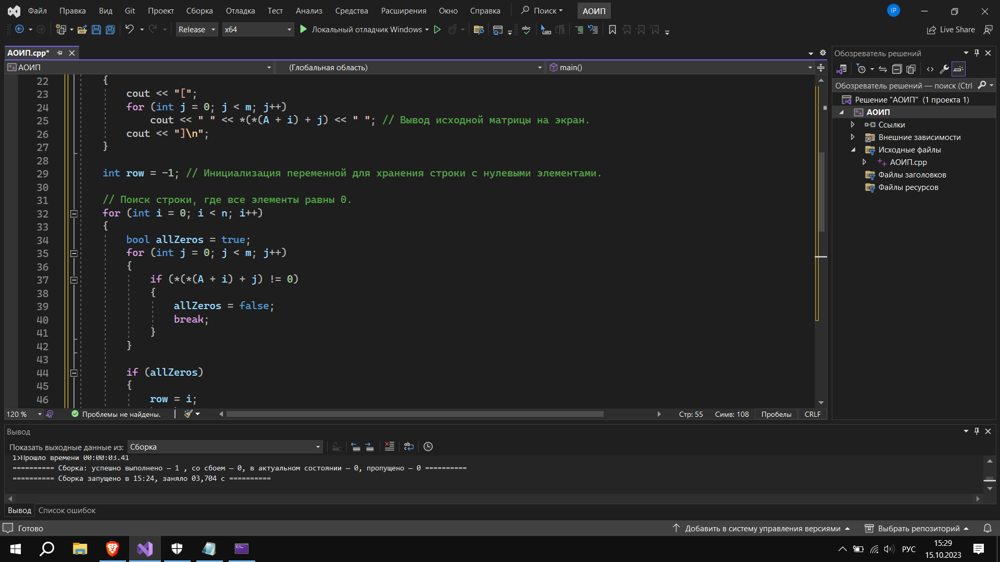 Файл Правка Вид Git Проект Сборка Отладка Тест Анализ Средства Расширения Окно Справка Поиск АОИП IP
Release x64 Локальный отладчик Windows Live Share
АОИП.cpp*
АОИП (Глобальная область) main()
22 {
23 cout << "[";
24 for (int j = 0; j < m; j++)
25 cout << " " << *(*(A + i) + j) << " "; // Вывод исходной матрицы на экран.
26 cout << "]\n";
27 }
28
29 int row = -1; // Инициализация переменной для хранения строки с нулевыми элементами.
30
31 // Поиск строки, где все элементы равны 0.
32 for (int i = 0; i < n; i++)
33 {
34 bool allZeros = true;
35 for (int j = 0; j < m; j++)
36 {
37 if (*(*(A + i) + j) != 0)
38 {
39 allZeros = false;
40 break;
41 }
42 }
43
44 if (allZeros)
45 {
46 row = i;
120 % Проблемы не найдены. Стр: 55 Симв: 108 Пробелы CRLF
Обозреватель решений
Обозреватель решений — поиск (Ctrl
Решение "АОИП" (1 проекта 1)
АОИП
Ссылки
Внешние зависимости
Исходные файлы
АОИП.cpp
Файлы заголовков
Файлы ресурсов
Вывод
Показать выходные данные из: Сборка
1>Прошло времени 00:00:03.41
========== Сборка: успешно выполнено — 1 , со сбоем — 0, в актуальном состоянии — 0, пропущено — 0 ==========
========== Сборка запущено в 15:24, заняло 03,704 с ==========
Вывод Список ошибок
Готово Добавить в систему управления версиями Выбрать репозиторий
РУС 15:29
15.10.2023